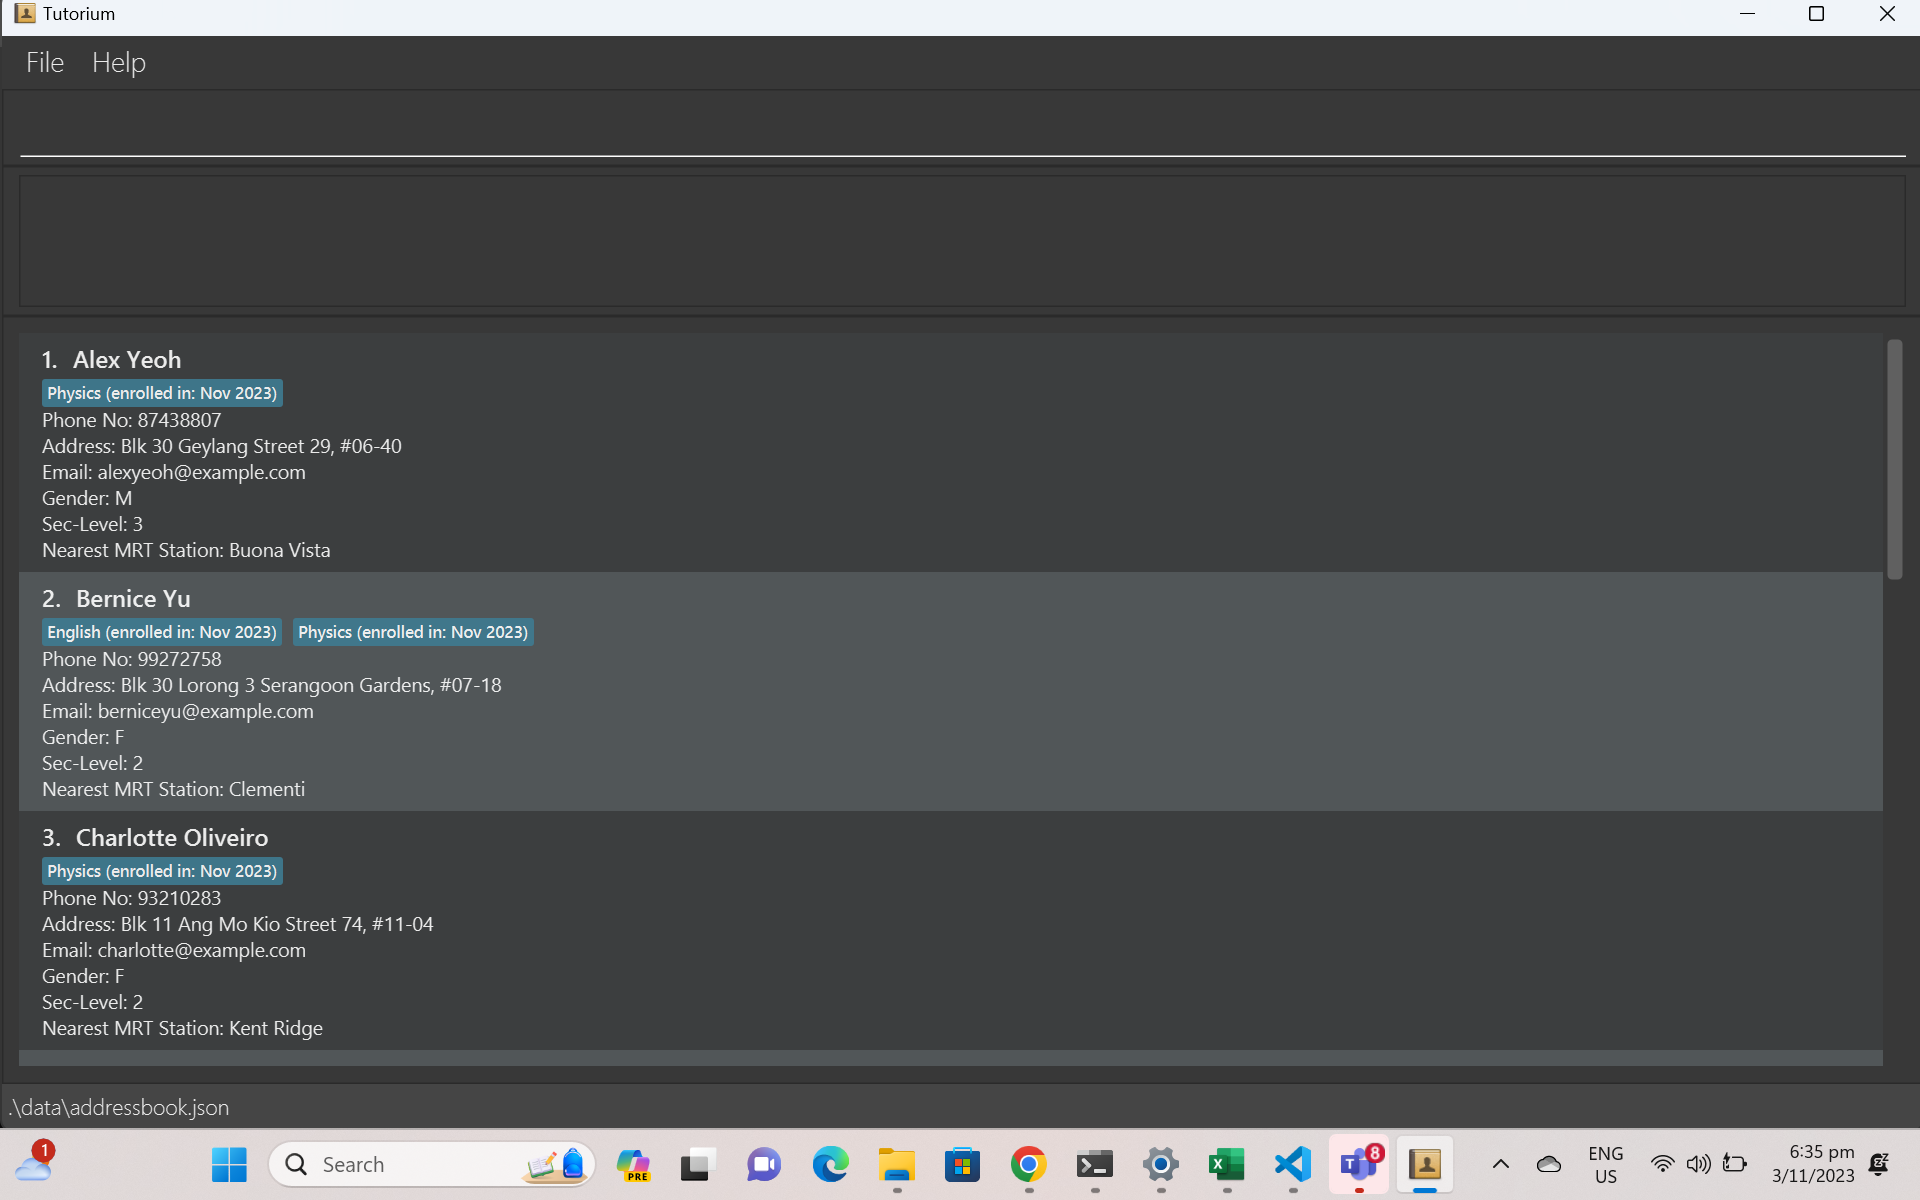 Tutorium
File Help
1. Alex Yeoh
Physics (enrolled in: Nov 2023)
Phone No: 87438807
Address: Blk 30 Geylang Street 29, #06-40
Email: alexyeoh@example.com
Gender: M
Sec-Level: 3
Nearest MRT Station: Buona Vista
2. Bernice Yu
English (enrolled in: Nov 2023) Physics (enrolled in: Nov 2023)
Phone No: 99272758
Address: Blk 30 Lorong 3 Serangoon Gardens, #07-18
Email: berniceyu@example.com
Gender: F
Sec-Level: 2
Nearest MRT Station: Clementi
3. Charlotte Oliveiro
Physics (enrolled in: Nov 2023)
Phone No: 93210283
Address: Blk 11 Ang Mo Kio Street 74, #11-04
Email: charlotte@example.com
Gender: F
Sec-Level: 2
Nearest MRT Station: Kent Ridge
.\data\addressbook.json
1
Search
PRE
X
T
8
ENG
US
6:35 pm
3/11/2023